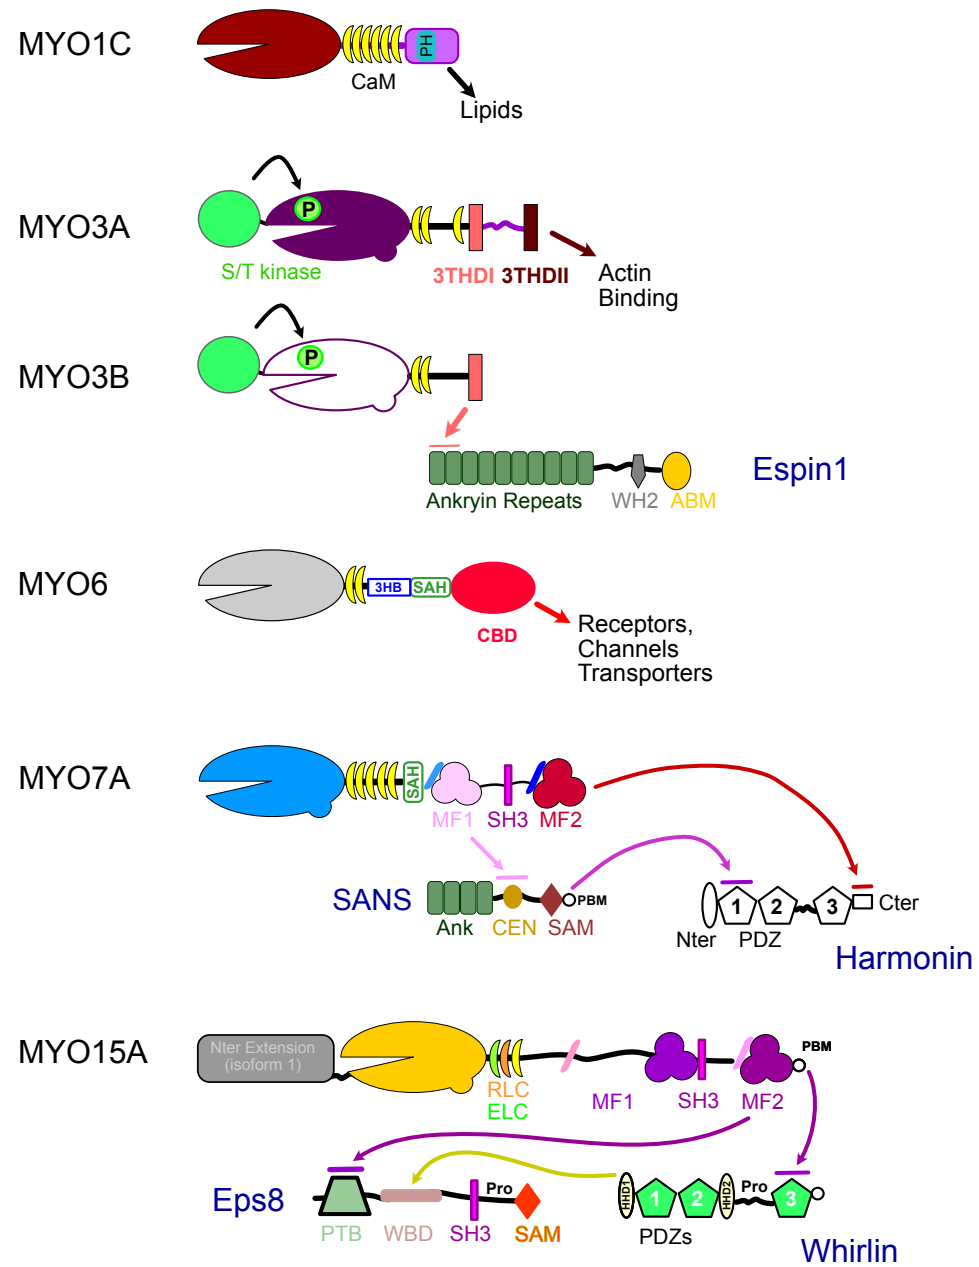 MYO1C
PH
CaM
Lipids
MYO3A
P
S/T kinase
3THDI 3THDII
Actin
Binding
MYO3B
P
Espin1
Ankryin Repeats
WH2
ABM
MYO6
3HB
SAH
CBD
Receptors,
Channels
Transporters
MYO7A
SAH
MF1
SH3
MF2
SANS
PBM
Ank
CEN
SAM
1
2
3
Cter
Nter
PDZ
Harmonin
MYO15A
Nter Extension
(isoform 1)
RLC
ELC
MF1
SH3
MF2
PBM
Eps8
Pro
PTB
WBD
SH3
SAM
HHD1
1
2
HHD2
Pro
3
PDZs
Whirlin